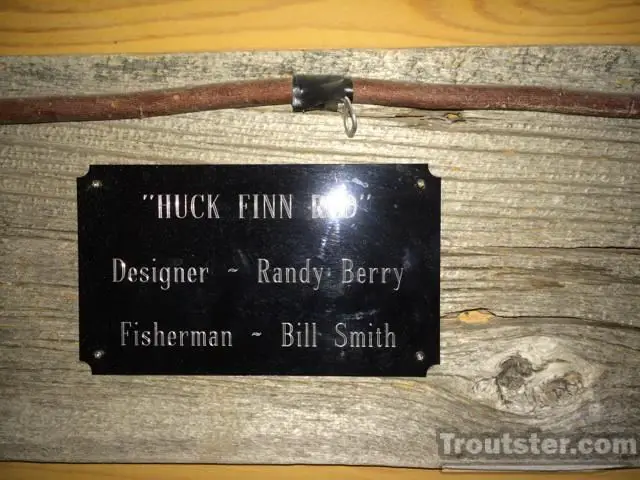 "HUCK FINN ROD"
Designer ~ Randy Berry
Fisherman ~ Bill Smith
Troutster.com